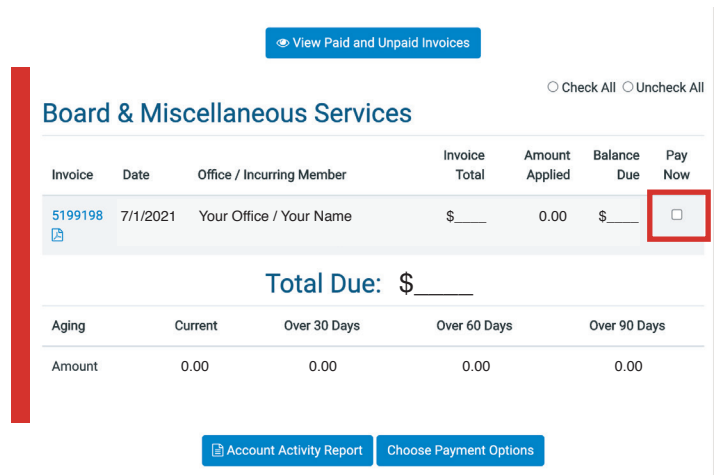 View Paid and Unpaid Invoices
Check All Uncheck All
Board & Miscellaneous Services
Invoice Date Office / Incurring Member Invoice Total Amount Applied Balance Due Pay Now
5199198 7/1/2021 Your Office / Your Name $____ 0.00 $____
Total Due: $_____
Aging Current Over 30 Days Over 60 Days Over 90 Days
Amount 0.00 0.00 0.00 0.00
Account Activity Report Choose Payment Options